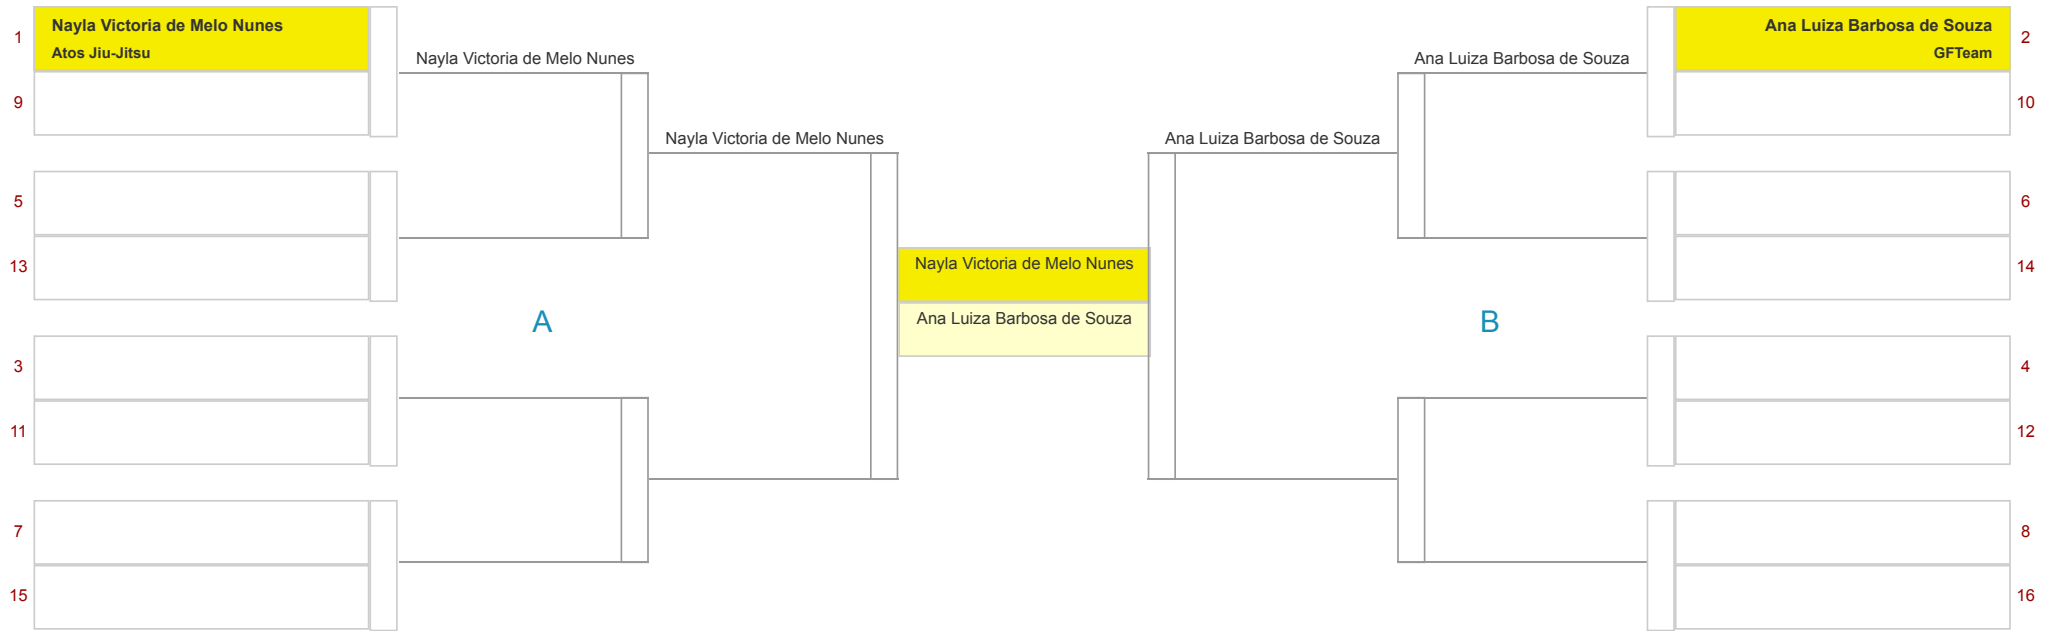 1
Nayla Victoria de Melo Nunes
Atos Jiu-Jitsu
9
5
13
3
11
7
15
Nayla Victoria de Melo Nunes
Nayla Victoria de Melo Nunes
A
Nayla Victoria de Melo Nunes
Ana Luiza Barbosa de Souza
Ana Luiza Barbosa de Souza
Ana Luiza Barbosa de Souza
B
Ana Luiza Barbosa de Souza
GFTeam
2
10
6
14
4
12
8
16